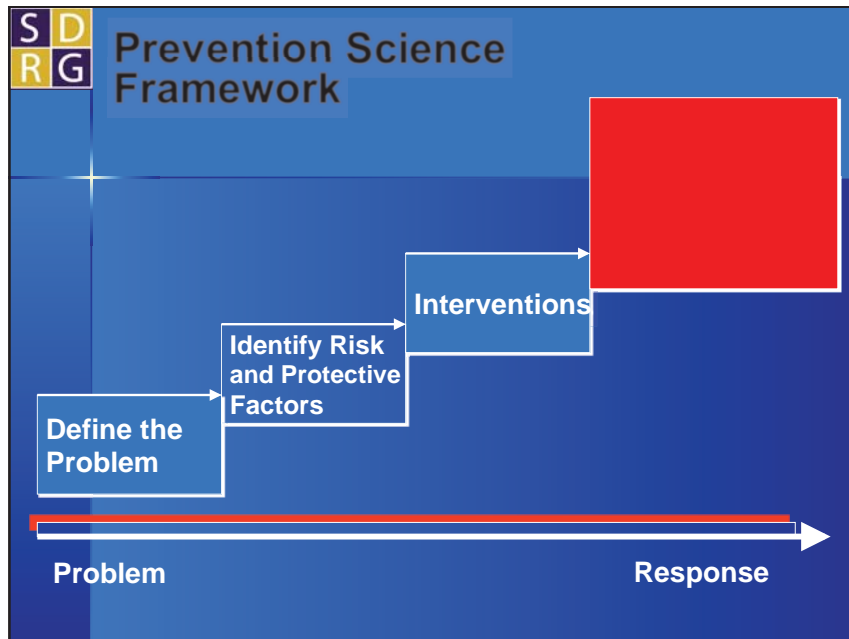 S D
R G
Prevention Science
Framework
Interventions
Identify Risk
and Protective
Factors
Define the
Problem
Problem
Response